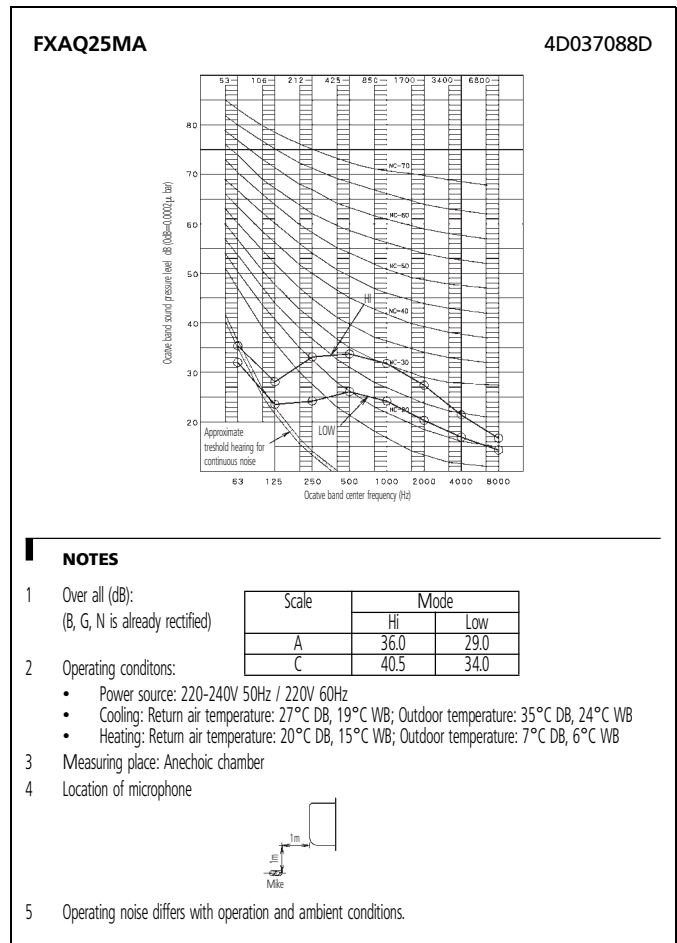 FXAQ25MA 4D037088D
53 106 212 425 850 1700 3400 6800
80
70
60
50
40
30
20
Ocatve band sound pressure level dB (0dB=0.0002μ bar)
NC-70
NC-60
NC-50
NC-40
NC-30
NC-20
HI
LOW
Approximate
treshold hearing for
continuous noise
63 125 250 500 1000 2000 4000 8000
Ocatve band center frequency (Hz)
NOTES
1 Over all (dB):
(B, G, N is already rectified)
Scale Mode
Hi Low
A 36.0 29.0
C 40.5 34.0
2 Operating conditons:
• Power source: 220-240V 50Hz / 220V 60Hz
• Cooling: Return air temperature: 27°C DB, 19°C WB; Outdoor temperature: 35°C DB, 24°C WB
• Heating: Return air temperature: 20°C DB, 15°C WB; Outdoor temperature: 7°C DB, 6°C WB
3 Measuring place: Anechoic chamber
4 Location of microphone
1m
1m
Mike
5 Operating noise differs with operation and ambient conditions.